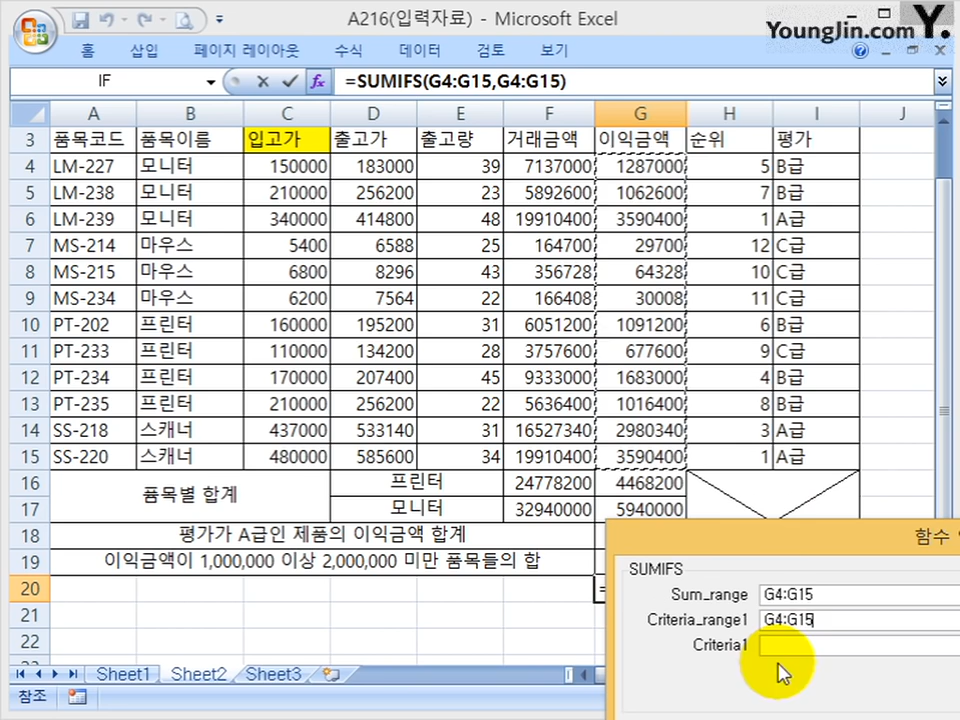 A216(입력자료) - Microsoft Excel
YoungJin.com Y.
홈 삽입 페이지 레이아웃 수식 데이터 검토 보기
IF =SUMIFS(G4:G15,G4:G15)
A B C D E F G H I J
3 품목코드 품목이름 입고가 출고가 출고량 거래금액 이익금액 순위 평가
4 LM-227 모니터 150000 183000 39 7137000 1287000 5 B급
5 LM-238 모니터 210000 256200 23 5892600 1062600 7 B급
6 LM-239 모니터 340000 414800 48 19910400 3590400 1 A급
7 MS-214 마우스 5400 6588 25 164700 29700 12 C급
8 MS-215 마우스 6800 8296 43 356728 64328 10 C급
9 MS-234 마우스 6200 7564 22 166408 30008 11 C급
10 PT-202 프린터 160000 195200 31 6051200 1091200 6 B급
11 PT-233 프린터 110000 134200 28 3757600 677600 9 C급
12 PT-234 프린터 170000 207400 45 9333000 1683000 4 B급
13 PT-235 프린터 210000 256200 22 5636400 1016400 8 B급
14 SS-218 스캐너 437000 533140 31 16527340 2980340 3 A급
15 SS-220 스캐너 480000 585600 34 19910400 3590400 1 A급
16 품목별 합계 프린터 24778200 4468200
17 모니터 32940000 5940000
18 평가가 A급인 제품의 이익금액 합계
19 이익금액이 1,000,000 이상 2,000,000 미만 품목들의 합
20 =
21
22
함수
SUMIFS
Sum_range G4:G15
Criteria_range1 G4:G15
Criteria1
Sheet1 Sheet2 Sheet3
참조